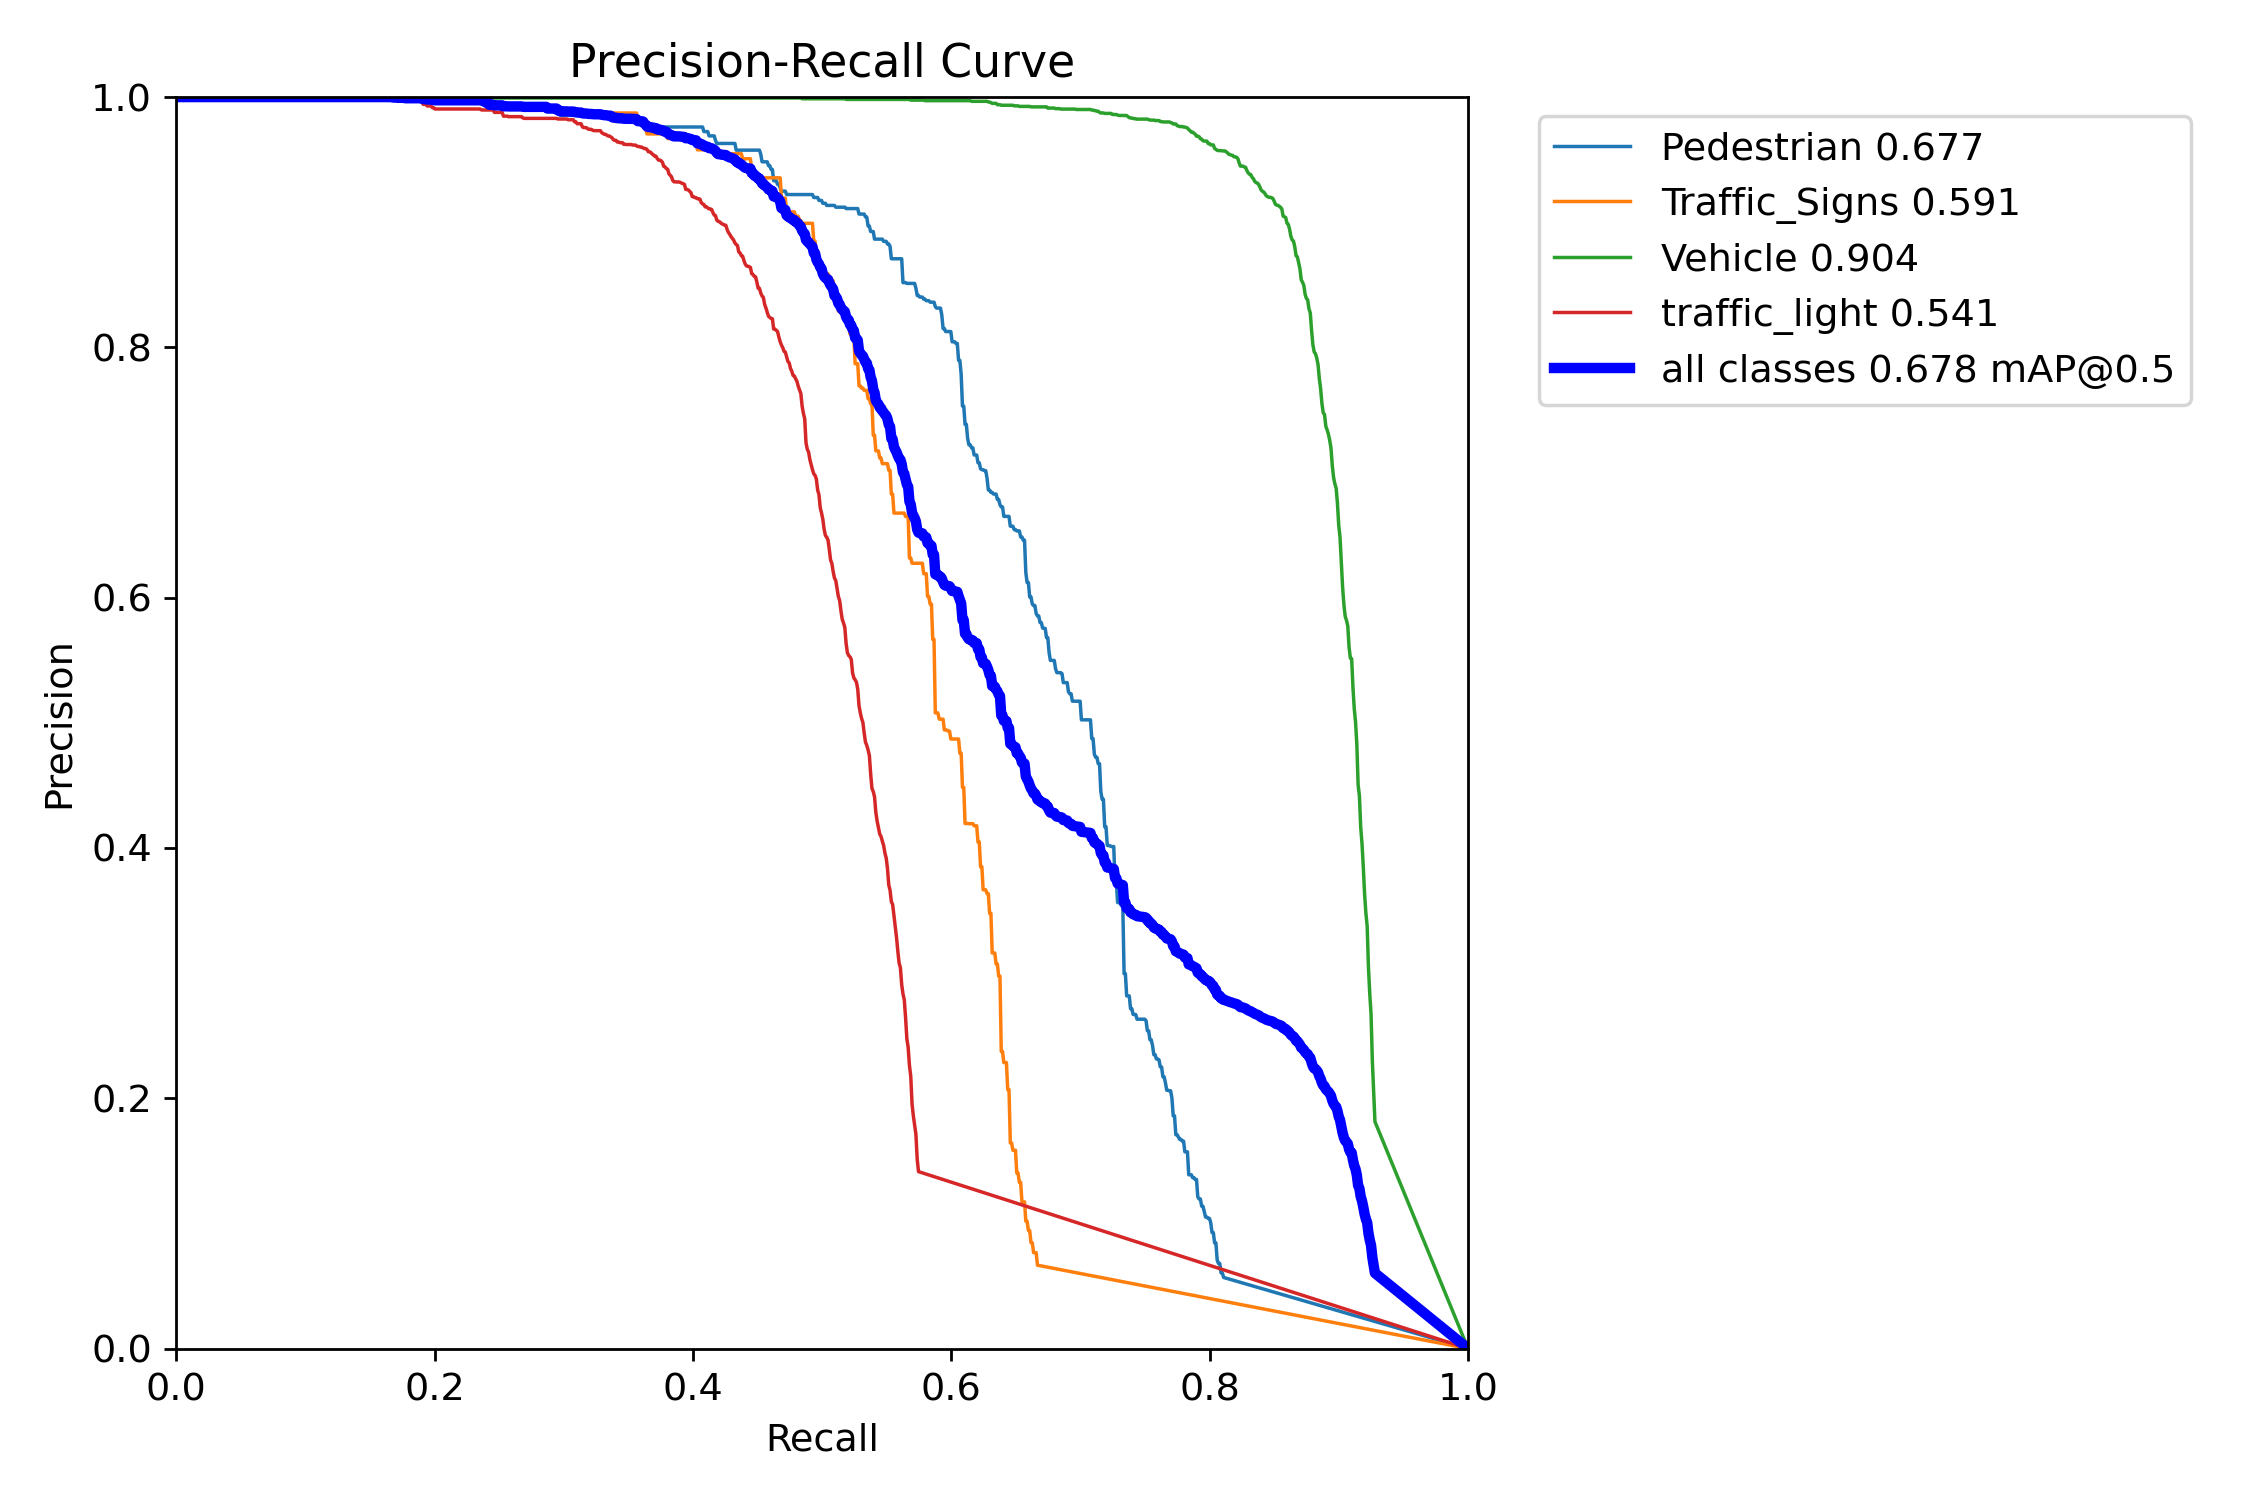 Precision-Recall Curve
1.0
0.8
0.6
0.4
0.2
0.0
Precision
0.0 0.2 0.4 0.6 0.8 1.0
Recall
Pedestrian 0.677
Traffic_Signs 0.591
Vehicle 0.904
traffic_light 0.541
all classes 0.678 mAP@0.5